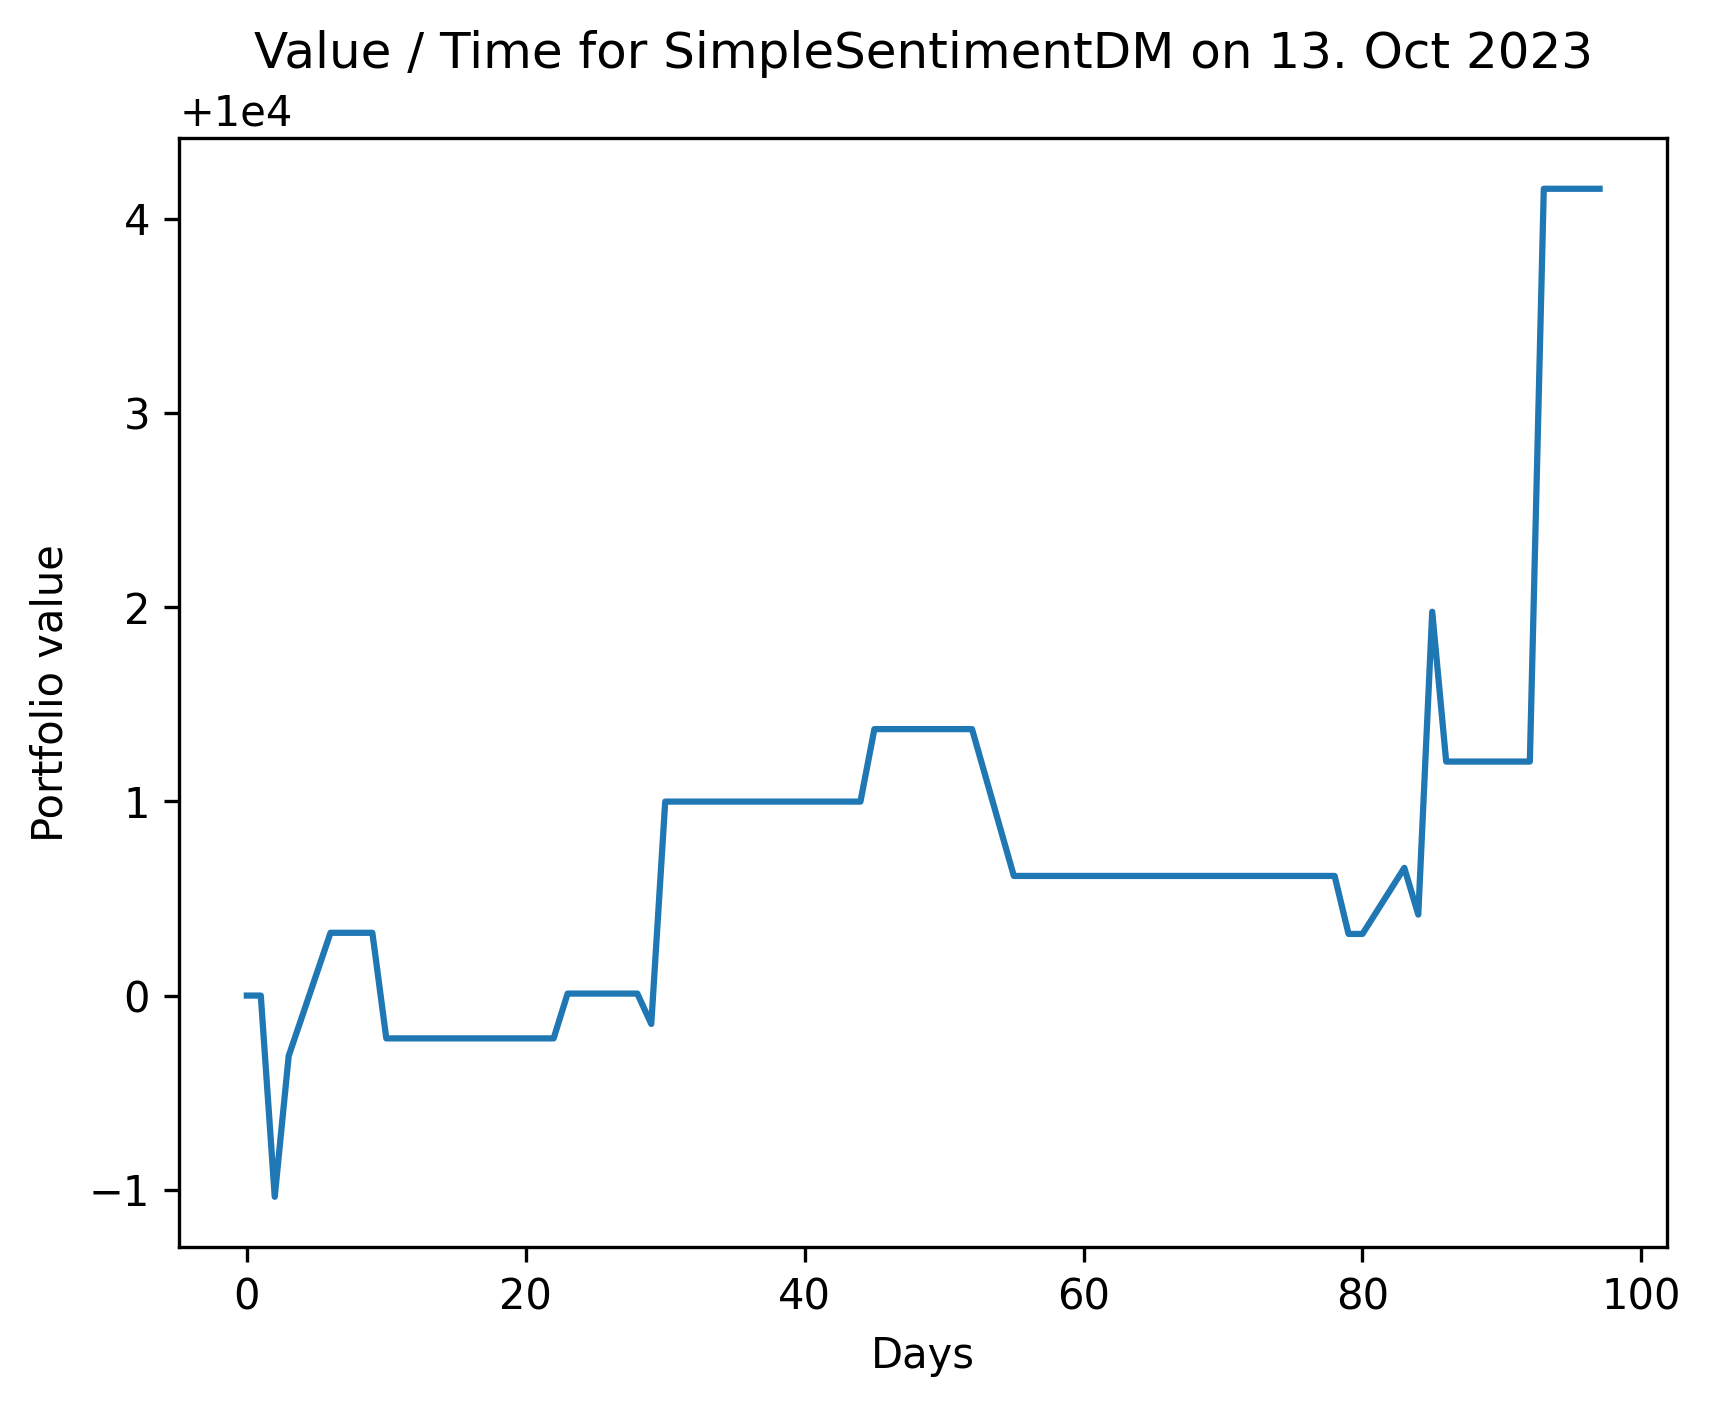 Value / Time for SimpleSentimentDM on 13. Oct 2023
+1e4
4
3
2
1
0
−1
Portfolio value
0 20 40 60 80 100
Days